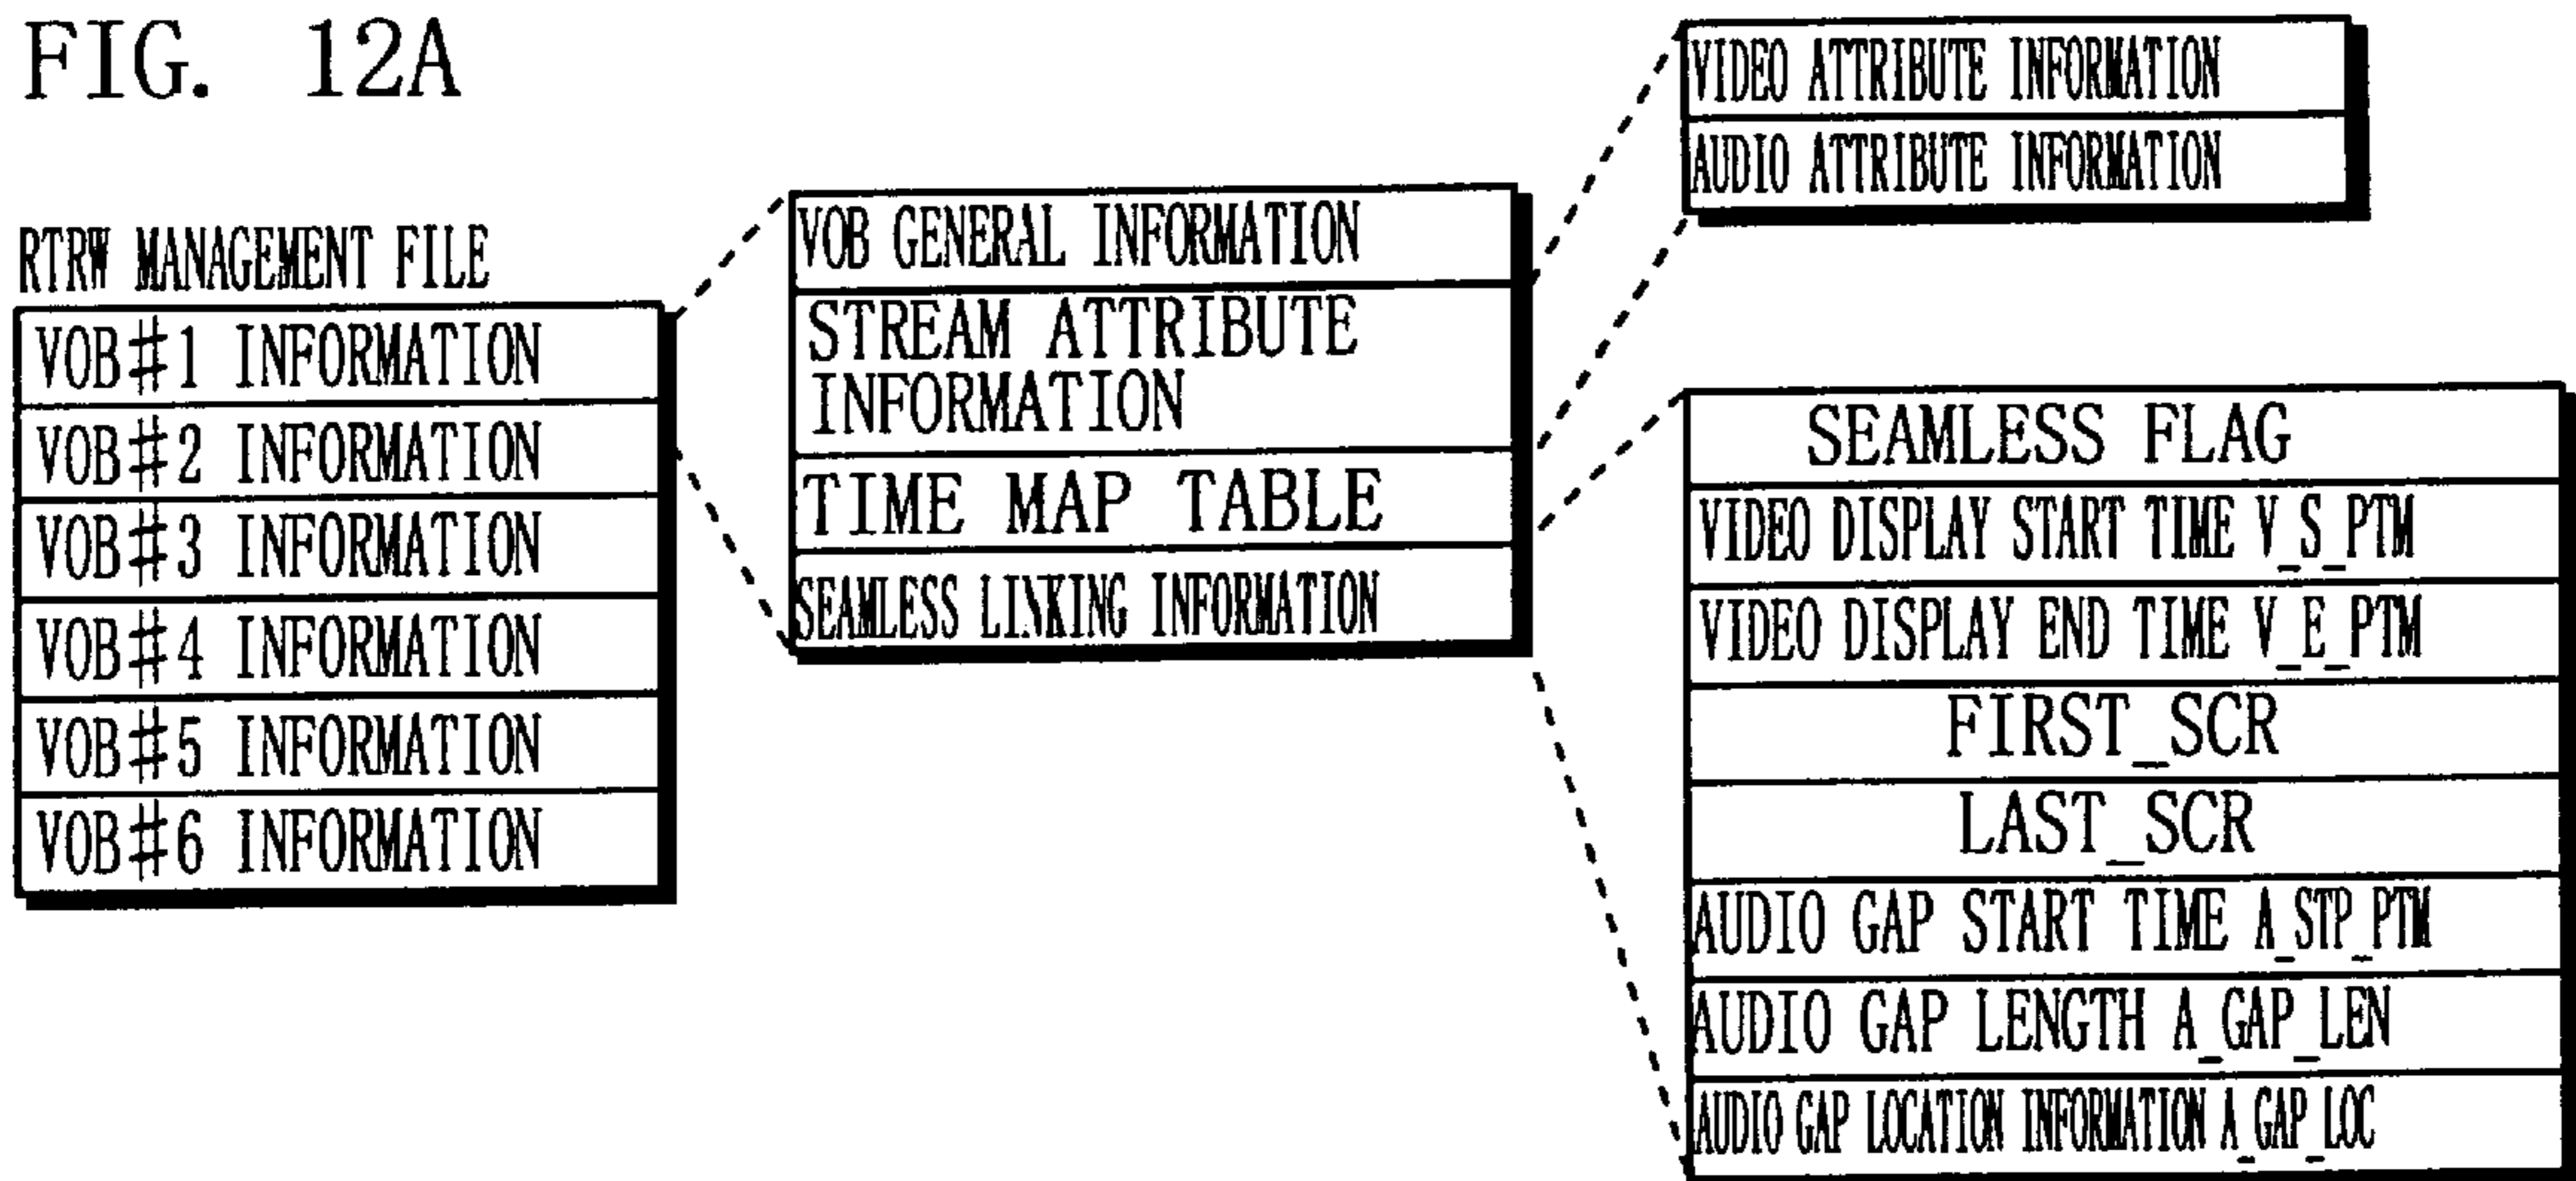 FIG. 12A
RTRW MANAGEMENT FILE
VOB#1 INFORMATION
VOB#2 INFORMATION
VOB#3 INFORMATION
VOB#4 INFORMATION
VOB#5 INFORMATION
VOB#6 INFORMATION
VOB GENERAL INFORMATION
STREAM ATTRIBUTE
INFORMATION
TIME MAP TABLE
SEAMLESS LINKING INFORMATION
VIDEO ATTRIBUTE INFORMATION
AUDIO ATTRIBUTE INFORMATION
SEAMLESS FLAG
VIDEO DISPLAY START TIME V_S_PTM
VIDEO DISPLAY END TIME V_E_PTM
FIRST_SCR
LAST_SCR
AUDIO GAP START TIME A_STP_PTM
AUDIO GAP LENGTH A_GAP_LEN
AUDIO GAP LOCATION INFORMATION A_GAP_LOC